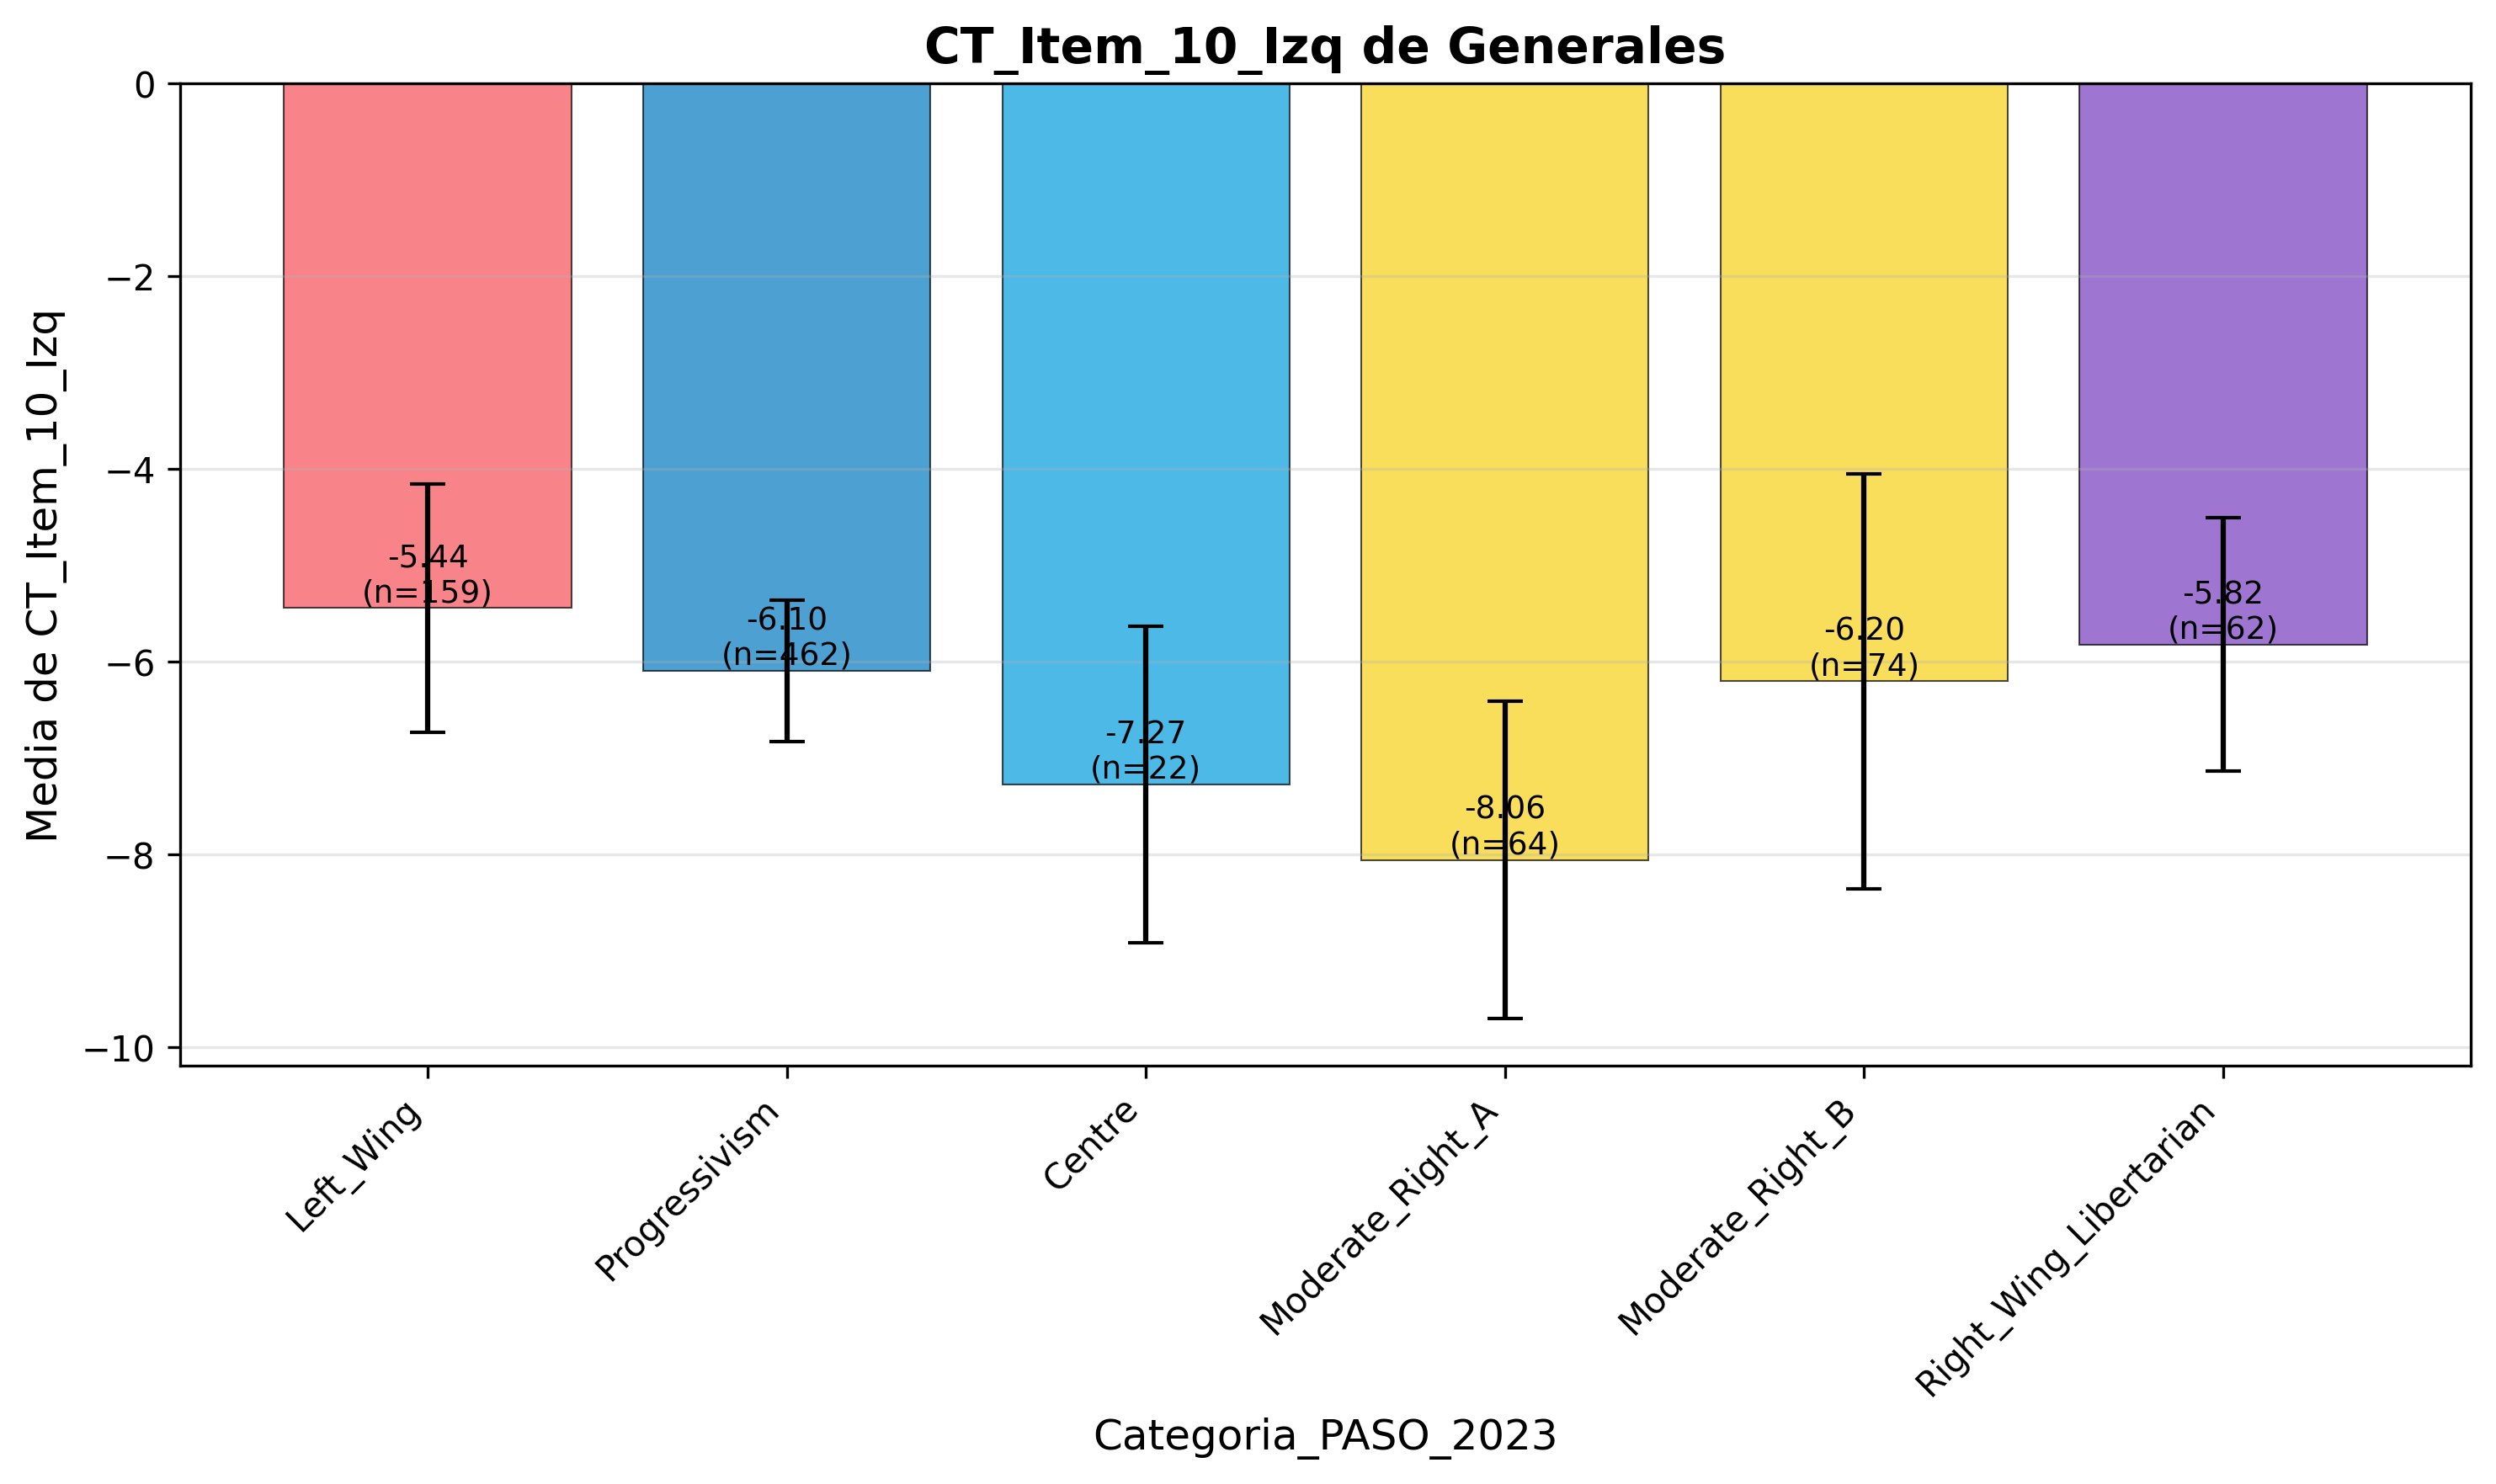 CT_Item_10_Izq de Generales
Media de CT_Item_10_Izq
0
−2
−4
−6
−8
−10
-5.44
(n=159)
-6.10
(n=462)
-7.27
(n=22)
-8.06
(n=64)
-6.20
(n=74)
-5.82
(n=62)
Left_Wing
Progressivism
Centre
Moderate_Right_A
Moderate_Right_B
Right_Wing_Libertarian
Categoria_PASO_2023